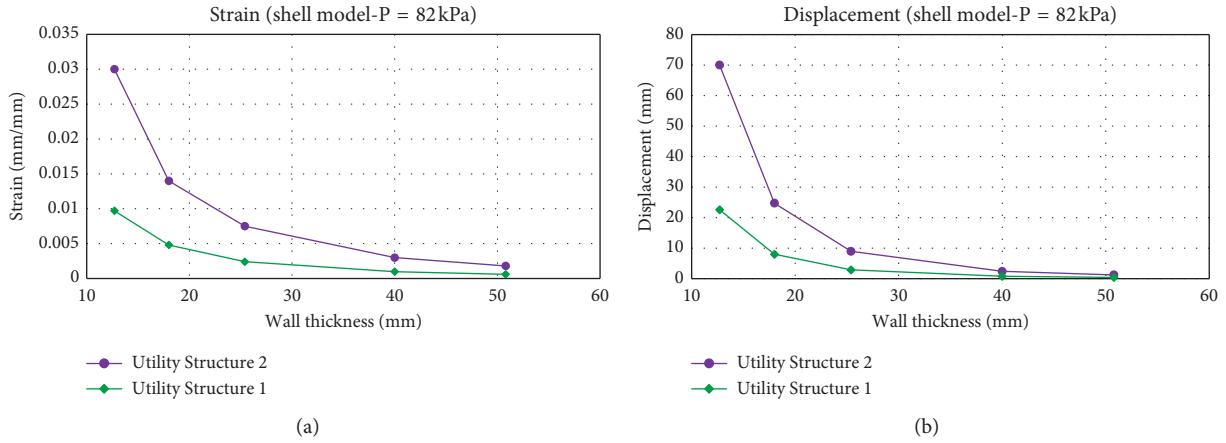 Strain (shell model-P = 82 kPa)
0.035
0.03
0.025
0.02
0.015
0.01
0.005
0
Strain (mm/mm)
10 20 30 40 50 60
Wall thickness (mm)
Utility Structure 2
Utility Structure 1
(a)
Displacement (shell model-P = 82 kPa)
80
70
60
50
40
30
20
10
0
Displacement (mm)
10 20 30 40 50 60
Wall thickness (mm)
Utility Structure 2
Utility Structure 1
(b)